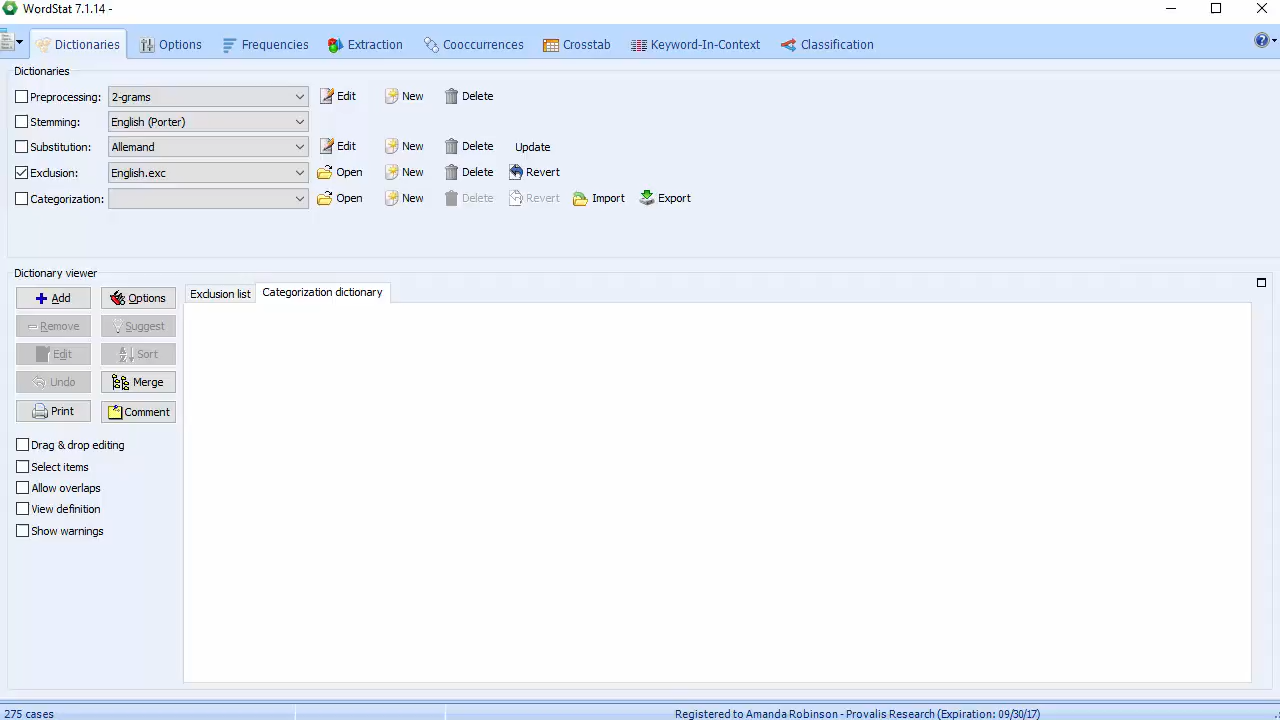 WordStat 7.1.14 -
Dictionaries Options Frequencies Extraction Cooccurrences Crosstab Keyword-In-Context Classification
Dictionaries
Preprocessing: 2-grams Edit New Delete
Stemming: English (Porter)
Substitution: Allemand Edit New Delete Update
Exclusion: English.exc Open New Delete Revert
Categorization: Open New Delete Revert Import Export
Dictionary viewer
Add Options Exclusion list Categorization dictionary
Remove Suggest
Edit Sort
Undo Merge
Print Comment
Drag & drop editing
Select items
Allow overlaps
View definition
Show warnings
275 cases Registered to Amanda Robinson - Provalis Research (Expiration: 09/30/17)